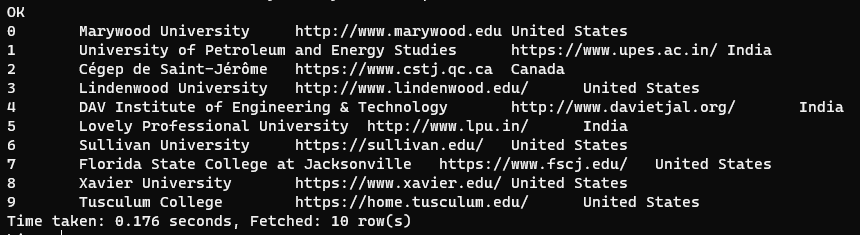 OK
0 Marywood University http://www.marywood.edu United States
1 University of Petroleum and Energy Studies https://www.upes.ac.in/ India
2 Cégep de Saint-Jérôme https://www.cstj.qc.ca Canada
3 Lindenwood University http://www.lindenwood.edu/ United States
4 DAV Institute of Engineering & Technology http://www.davietjal.org/ India
5 Lovely Professional University http://www.lpu.in/ India
6 Sullivan University https://sullivan.edu/ United States
7 Florida State College at Jacksonville https://www.fscj.edu/ United States
8 Xavier University https://www.xavier.edu/ United States
9 Tusculum College https://home.tusculum.edu/ United States
Time taken: 0.176 seconds, Fetched: 10 row(s)